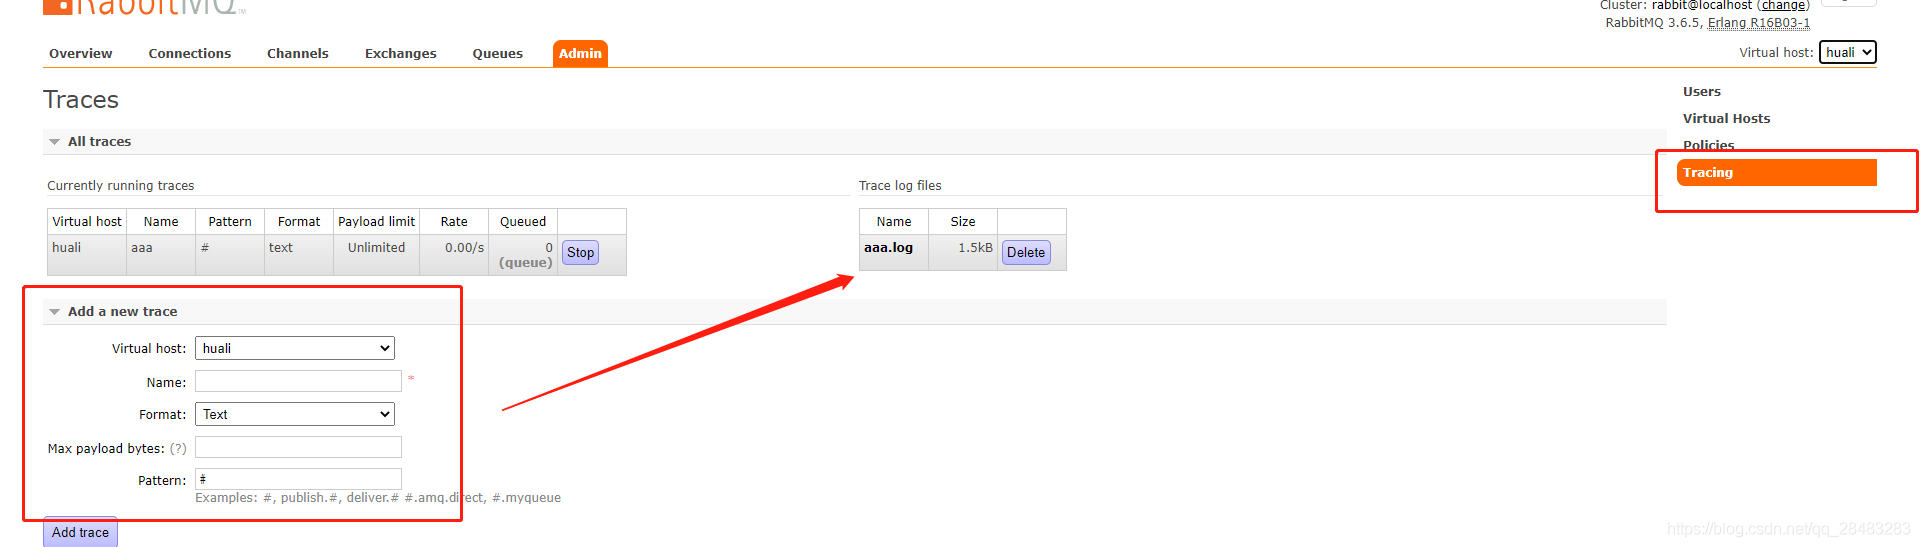 RabbitMQ™
Cluster: rabbit@localhost (change)
RabbitMQ 3.6.5, Erlang R16B03-1
Overview Connections Channels Exchanges Queues Admin
Virtual host: huali
Traces
Users
Virtual Hosts
Policies
Tracing
All traces
Currently running traces
Virtual host Name Pattern Format Payload limit Rate Queued
huali aaa # text Unlimited 0.00/s 0 Stop
(queue)
Trace log files
Name Size
aaa.log 1.5kB Delete
Add a new trace
Virtual host: huali
Name: *
Format: Text
Max payload bytes: (?)
Pattern: #
Examples: #, publish.#, deliver.# #.amq.direct, #.myqueue
Add trace
https://blog.csdn.net/qq_28483283